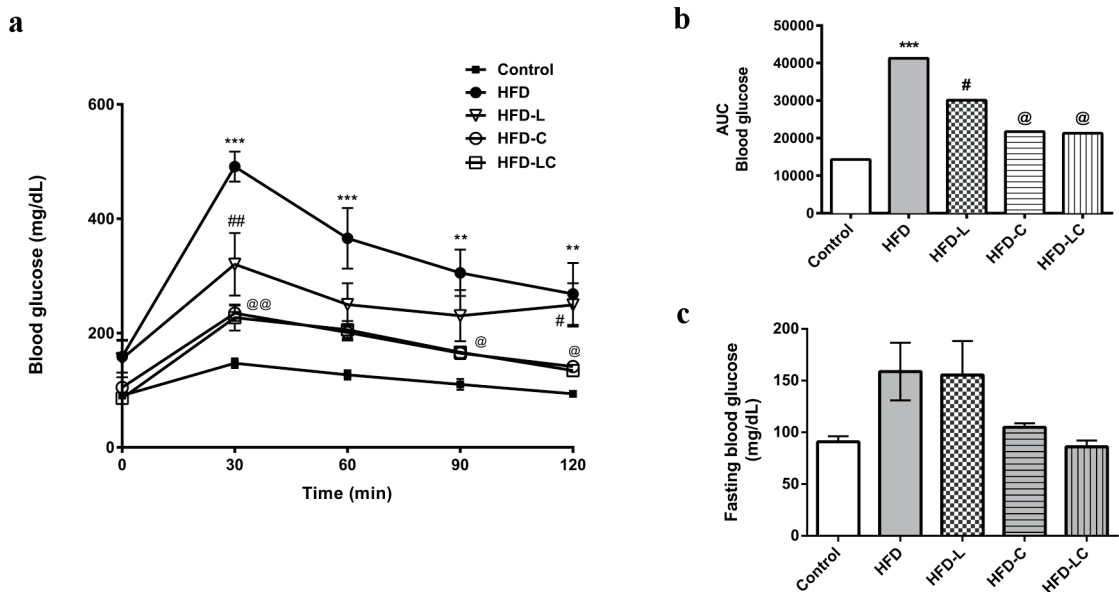 a
Control
HFD
HFD-L
HFD-C
HFD-LC
Blood glucose (mg/dL)
600
400
200
0
***
***
**
**
##
#
@@
@
@
0
30
60
90
120
Time (min)
b
AUC
Blood glucose
50000
40000
30000
20000
10000
0
***
#
@
@
Control
HFD
HFD-L
HFD-C
HFD-LC
c
Fasting blood glucose
(mg/dL)
200
150
100
50
0
Control
HFD
HFD-L
HFD-C
HFD-LC